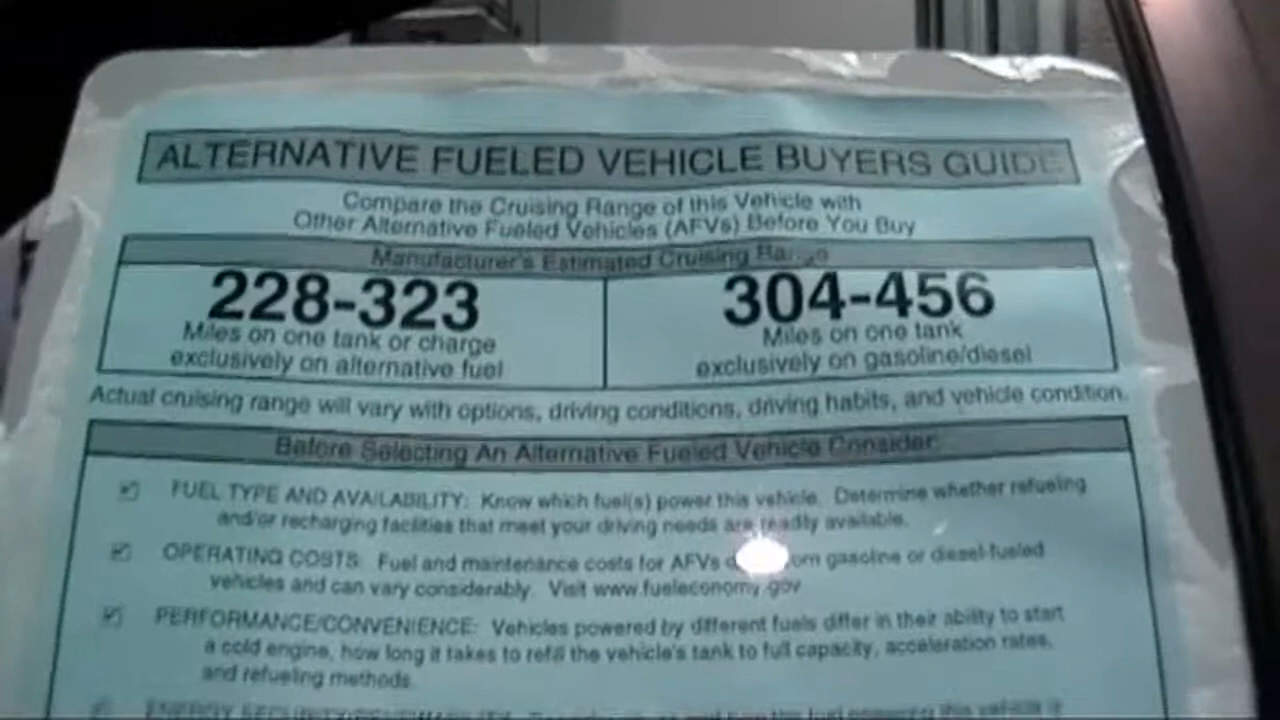 ALTERNATIVE FUELED VEHICLE BUYERS GUIDE
Compare the Cruising Range of this Vehicle with
Other Alternative Fueled Vehicles (AFVs) Before You Buy
Manufacturer's Estimated Cruising Range
228-323
Miles on one tank or charge
exclusively on alternative fuel
304-456
Miles on one tank
exclusively on gasoline/diesel
Actual cruising range will vary with options, driving conditions, driving habits, and vehicle condition.
Before Selecting An Alternative Fueled Vehicle Consider:
FUEL TYPE AND AVAILABILITY: Know which fuel(s) power this vehicle. Determine whether refueling
and/or recharging facilities that meet your driving needs are readily available.
OPERATING COSTS: Fuel and maintenance costs for AFVs gasoline or diesel-fueled
vehicles and can vary considerably. Visit www.fueleconomy.gov
PERFORMANCE/CONVENIENCE: Vehicles powered by different fuels differ in their ability to start
a cold engine, how long it takes to refill the vehicle's tank to full capacity, acceleration rates,
and refueling methods.
ENERGY